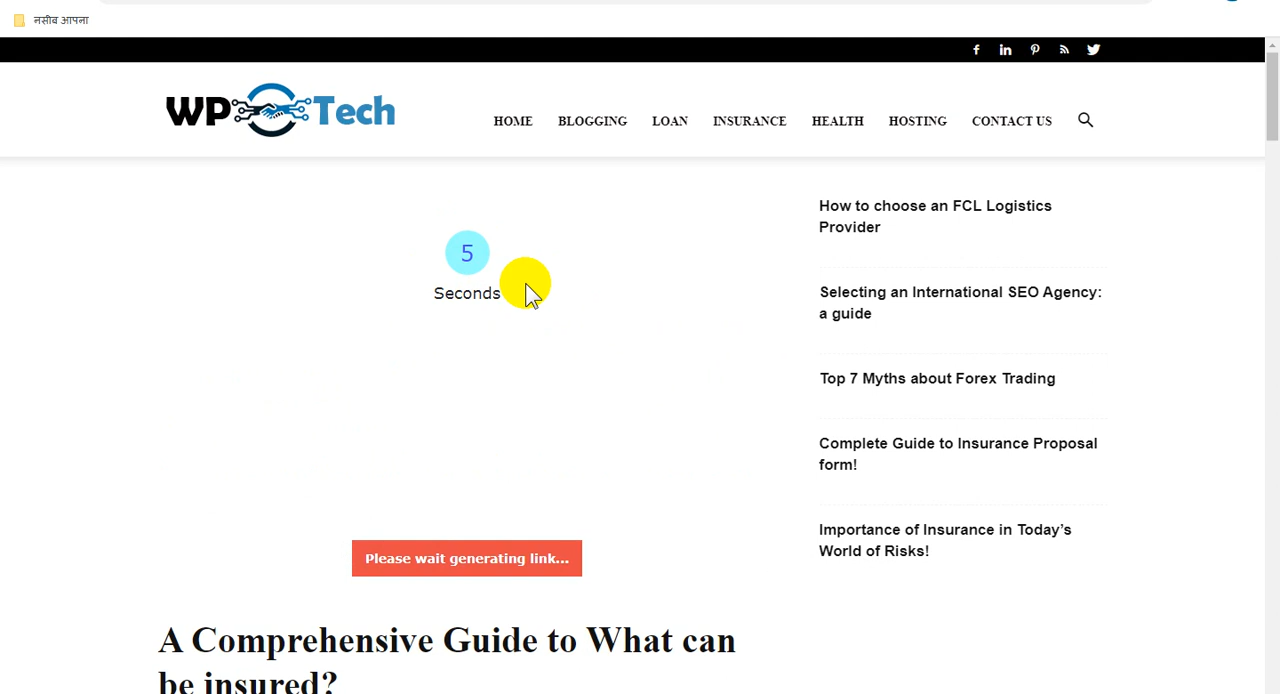 नसीब आपना
WP Tech
HOME BLOGGING LOAN INSURANCE HEALTH HOSTING CONTACT US
5
Seconds
Please wait generating link...
A Comprehensive Guide to What can
be insured?
How to choose an FCL Logistics
Provider
Selecting an International SEO Agency:
a guide
Top 7 Myths about Forex Trading
Complete Guide to Insurance Proposal
form!
Importance of Insurance in Today’s
World of Risks!